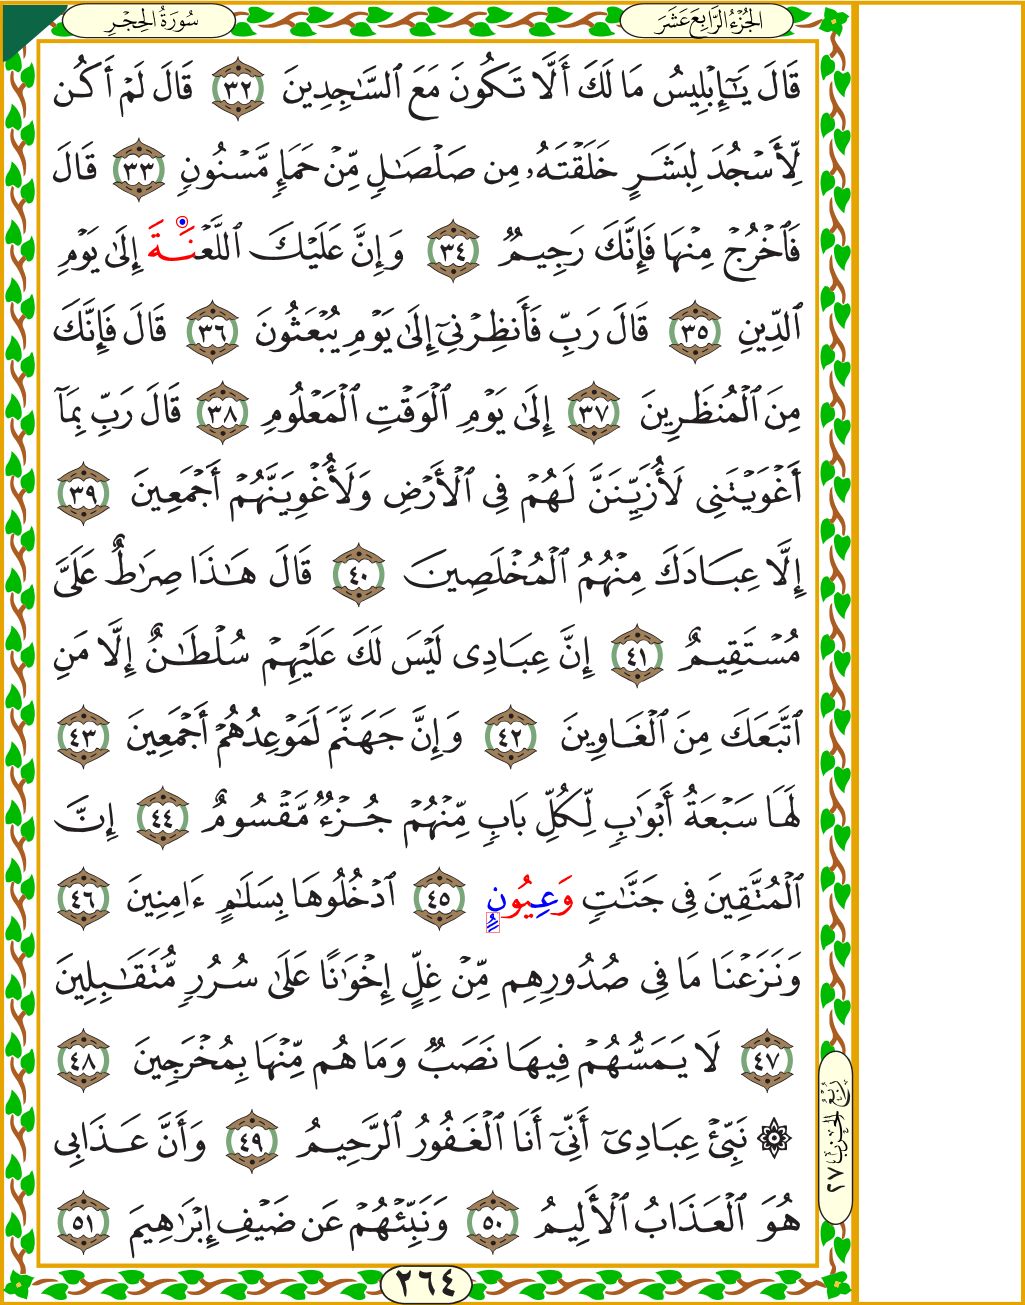 الجُزْءُ الرَّابِعَ عَشَرَ
سُورَةُ الحِجْرِ
قَالَ يَـٰٓإِبْلِيسُ مَا لَكَ أَلَّا تَكُونَ مَعَ ٱلسَّـٰجِدِينَ ٣٢ قَالَ لَمْ أَكُن
لِّأَسْجُدَ لِبَشَرٍ خَلَقْتَهُۥ مِن صَلْصَـٰلٍ مِّنْ حَمَإٍ مَّسْنُونٍ ٣٣ قَالَ
فَٱخْرُجْ مِنْهَا فَإِنَّكَ رَجِيمٌ ٣٤ وَإِنَّ عَلَيْكَ ٱللَّعْنَةَ إِلَىٰ يَوْمِ
ٱلدِّينِ ٣٥ قَالَ رَبِّ فَأَنظِرْنِىٓ إِلَىٰ يَوْمِ يُبْعَثُونَ ٣٦ قَالَ فَإِنَّكَ
مِنَ ٱلْمُنظَرِينَ ٣٧ إِلَىٰ يَوْمِ ٱلْوَقْتِ ٱلْمَعْلُومِ ٣٨ قَالَ رَبِّ بِمَآ
أَغْوَيْتَنِى لَأُزَيِّنَنَّ لَهُمْ فِى ٱلْأَرْضِ وَلَأُغْوِيَنَّهُمْ أَجْمَعِينَ ٣٩
إِلَّا عِبَادَكَ مِنْهُمُ ٱلْمُخْلَصِينَ ٤٠ قَالَ هَـٰذَا صِرَٰطٌ عَلَىَّ
مُسْتَقِيمٌ ٤١ إِنَّ عِبَادِى لَيْسَ لَكَ عَلَيْهِمْ سُلْطَـٰنٌ إِلَّا مَنِ
ٱتَّبَعَكَ مِنَ ٱلْغَاوِينَ ٤٢ وَإِنَّ جَهَنَّمَ لَمَوْعِدُهُمْ أَجْمَعِينَ ٤٣
لَهَا سَبْعَةُ أَبْوَٰبٍ لِّكُلِّ بَابٍ مِّنْهُمْ جُزْءٌ مَّقْسُومٌ ٤٤ إِنَّ
ٱلْمُتَّقِينَ فِى جَنَّـٰتٍ وَعِيُونٍ ٤٥ ٱدْخُلُوهَا بِسَلَـٰمٍ ءَامِنِينَ ٤٦
وَنَزَعْنَا مَا فِى صُدُورِهِم مِّنْ غِلٍّ إِخْوَٰنًا عَلَىٰ سُرُرٍ مُّتَقَـٰبِلِينَ
٤٧ لَا يَمَسُّهُمْ فِيهَا نَصَبٌ وَمَا هُم مِّنْهَا بِمُخْرَجِينَ ٤٨
۞ نَبِّئْ عِبَادِىٓ أَنِّىٓ أَنَا ٱلْغَفُورُ ٱلرَّحِيمُ ٤٩ وَأَنَّ عَذَابِى
هُوَ ٱلْعَذَابُ ٱلْأَلِيمُ ٥٠ وَنَبِّئْهُمْ عَن ضَيْفِ إِبْرَٰهِيمَ ٥١
رُبْعُ الحِزْبِ ٢٧
٢٦٤